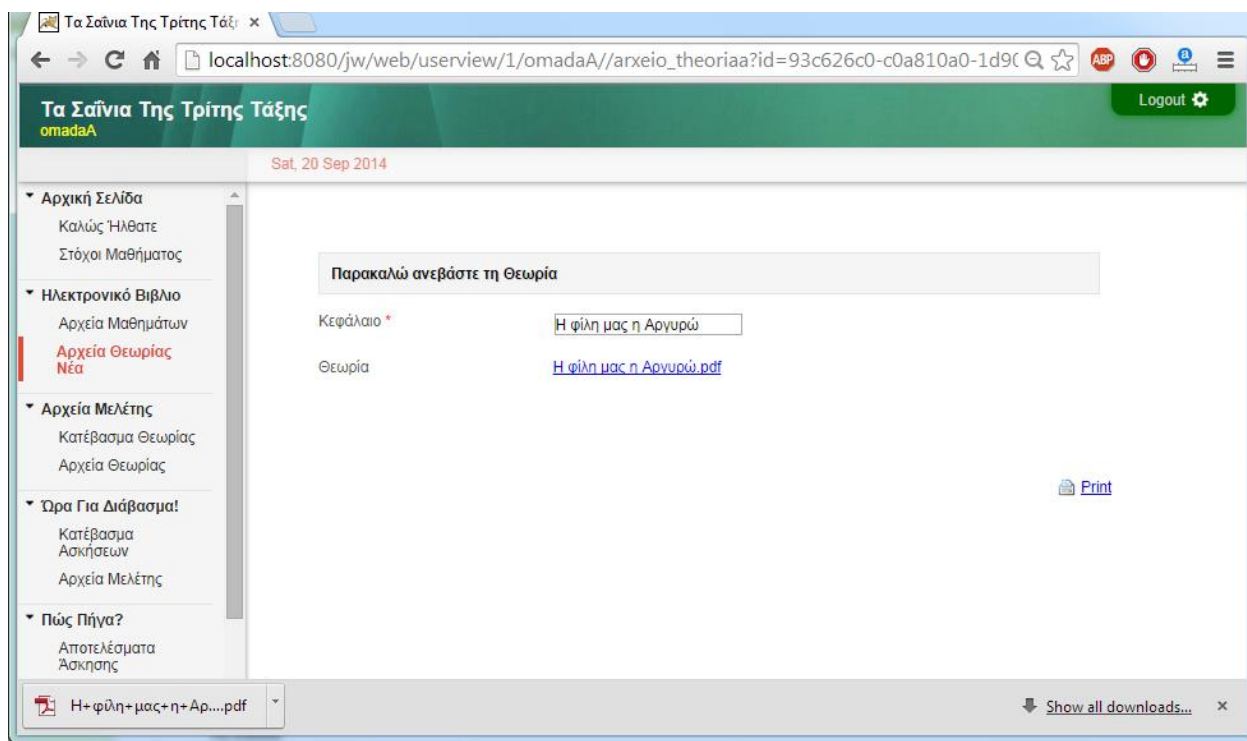 Τα Σαΐνια Της Τρίτης Τάξη
localhost:8080/jw/web/userview/1/omadaA//arxeio_theoriaa?id=93c626c0-c0a810a0-1d90
ABP
a
Τα Σαΐνια Της Τρίτης Τάξης
Logout
omadaA
Sat, 20 Sep 2014
Αρχική Σελίδα
Καλώς Ήλθατε
Στόχοι Μαθήματος
Ηλεκτρονικό Βιβλιο
Αρχεία Μαθημάτων
Αρχεία Θεωρίας
Νέα
Αρχεία Μελέτης
Κατέβασμα Θεωρίας
Αρχεία Θεωρίας
Ώρα Για Διάβασμα!
Κατέβασμα
Ασκήσεων
Αρχεία Μελέτης
Πώς Πήγα?
Αποτελέσματα
Άσκησης
Παρακαλώ ανεβάστε τη Θεωρία
Κεφάλαιο * Η φίλη μας η Αργυρώ
Θεωρία Η φίλη μας η Αργυρώ.pdf
Print
Η+φίλη+μας+η+Αρ....pdf
Show all downloads...